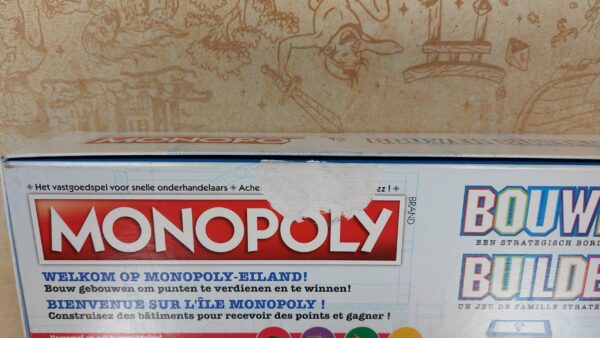 MONOPO
• Het vastgoedspel voor snelle onderhandelaars • Ache
ez ! •
MONOPOLY
BRAND
WELKOM OP MONOPOLY-EILAND!
Bouw gebouwen om punten te verdienen en te winnen!
BIENVENUE SUR L'ÎLE MONOPOLY !
Construisez des bâtiments pour recevoir des points et gagner !
BOUW
EEN STRATEGISCH BORD
BUILDE
UN JEU DE FAMILLE STRATÉ
?